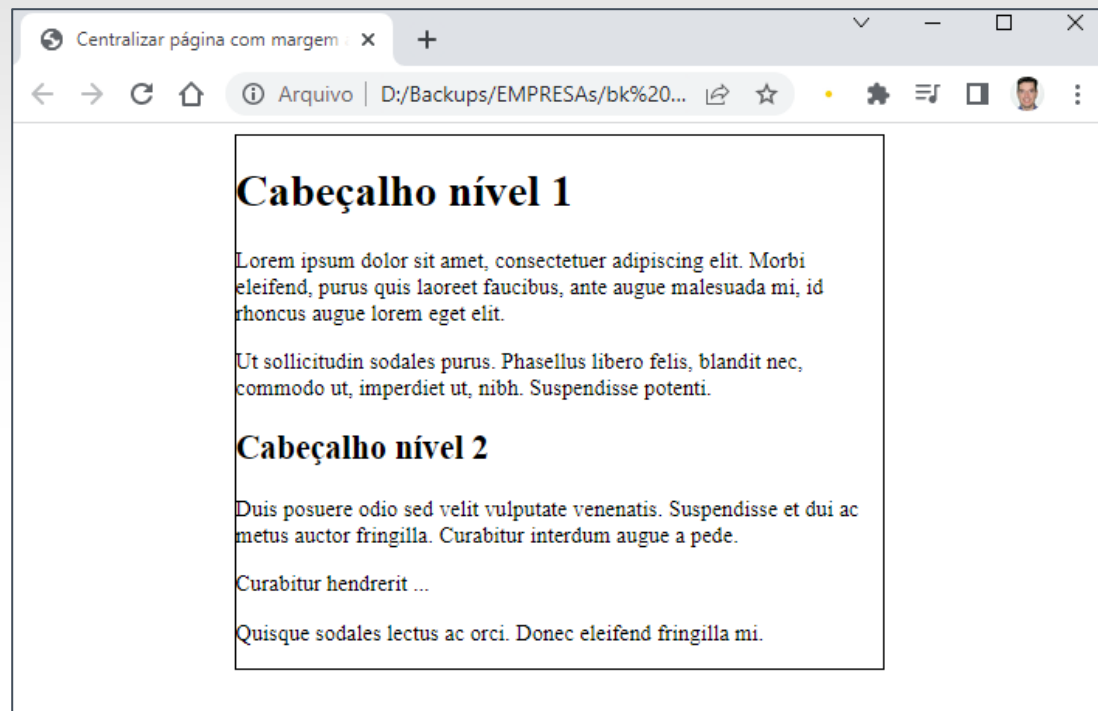 Centralizar página com margem
Arquivo | D:/Backups/EMPRESAs/bk%20...
Cabeçalho nível 1
Lorem ipsum dolor sit amet, consectetuer adipiscing elit. Morbi
eleifend, purus quis laoreet faucibus, ante augue malesuada mi, id
rhoncus augue lorem eget elit.
Ut sollicitudin sodales purus. Phasellus libero felis, blandit nec,
commodo ut, imperdiet ut, nibh. Suspendisse potenti.
Cabeçalho nível 2
Duis posuere odio sed velit vulputate venenatis. Suspendisse et dui ac
metus auctor fringilla. Curabitur interdum augue a pede.
Curabitur hendrerit ...
Quisque sodales lectus ac orci. Donec eleifend fringilla mi.